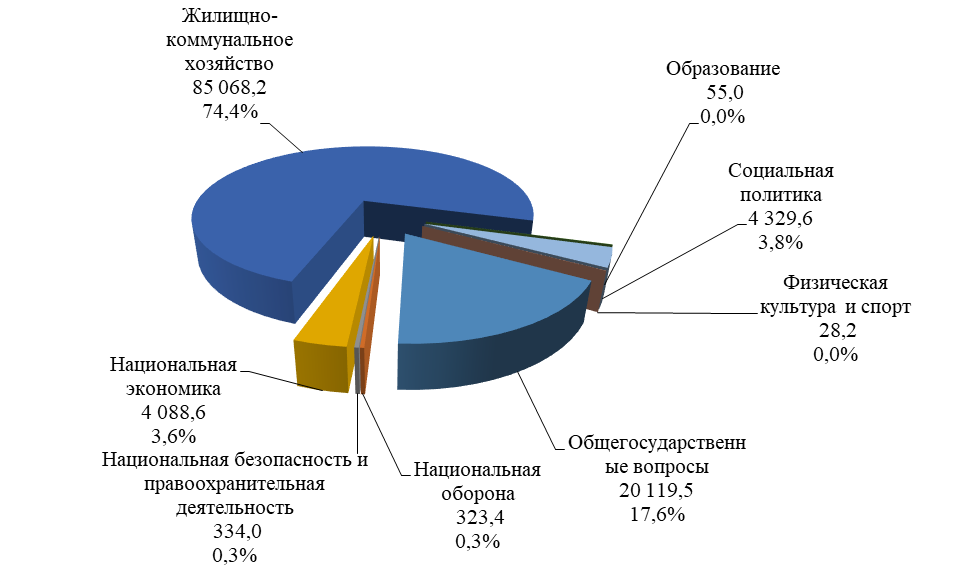 Жилищно-
коммунальное
хозяйство
85 068,2
74,4%
Образование
55,0
0,0%
Социальная
политика
4 329,6
3,8%
Физическая
культура и спорт
28,2
0,0%
Общегосударственн
ые вопросы
20 119,5
17,6%
Национальная
оборона
323,4
0,3%
Национальная безопасность и
правоохранительная
деятельность
334,0
0,3%
Национальная
экономика
4 088,6
3,6%